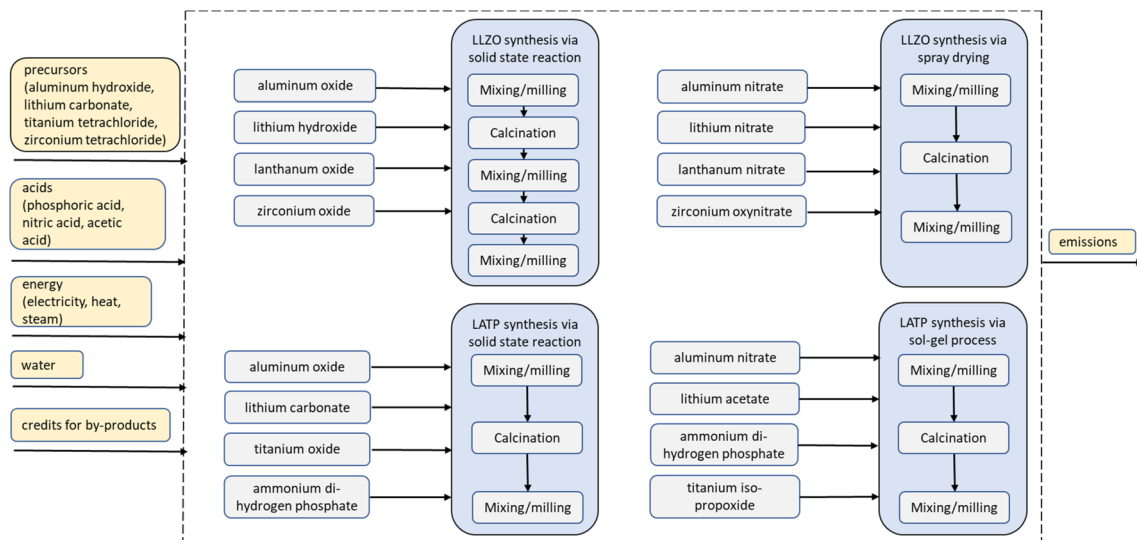 precursors
(aluminum hydroxide,
lithium carbonate,
titanium tetrachloride,
zirconium tetrachloride)
acids
(phosphoric acid,
nitric acid, acetic
acid)
energy
(electricity, heat,
steam)
water
credits for by-products
LLZO synthesis via
solid state reaction
aluminum oxide
lithium hydroxide
lanthanum oxide
zirconium oxide
Mixing/milling
Calcination
Mixing/milling
Calcination
Mixing/milling
LLZO synthesis via
spray drying
aluminum nitrate
lithium nitrate
lanthanum nitrate
zirconium oxynitrate
Mixing/milling
Calcination
Mixing/milling
LATP synthesis via
solid state reaction
aluminum oxide
lithium carbonate
titanium oxide
ammonium di-
hydrogen phosphate
Mixing/milling
Calcination
Mixing/milling
LATP synthesis via
sol-gel process
aluminum nitrate
lithium acetate
ammonium di-
hydrogen phosphate
titanium iso-
propoxide
Mixing/milling
Calcination
Mixing/milling
emissions